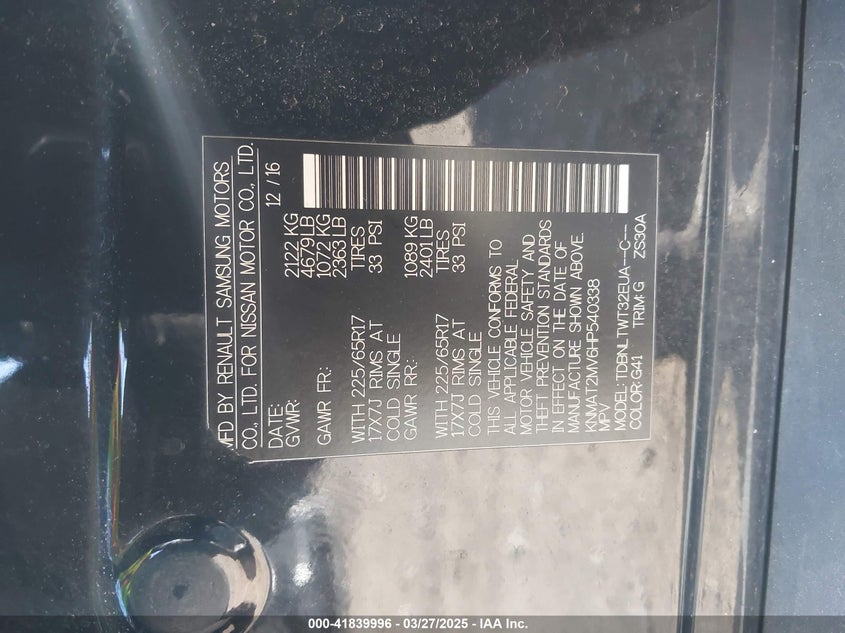 MFD BY RENAULT SAMSUNG MOTORS
CO., LTD. FOR NISSAN MOTOR CO., LTD.
DATE: 12 / 16
GVWR: 2122 KG
4679 LB
GAWR FR: 1072 KG
2363 LB
WITH 225/65R17 TIRES
17X7J RIMS AT 33 PSI
COLD SINGLE
GAWR RR: 1089 KG
2401 LB
WITH 225/65R17 TIRES
17X7J RIMS AT 33 PSI
COLD SINGLE
THIS VEHICLE CONFORMS TO
ALL APPLICABLE FEDERAL
MOTOR VEHICLE SAFETY AND
THEFT PREVENTION STANDARDS
IN EFFECT ON THE DATE OF
MANUFACTURE SHOWN ABOVE.
KNMAT2MV6HP540338
MPV
MODEL: TDBNLTWT32EUA---C--
COLOR: G41 TRIM: G ZS30A
000-41839996 - 03/27/2025 - IAA Inc.